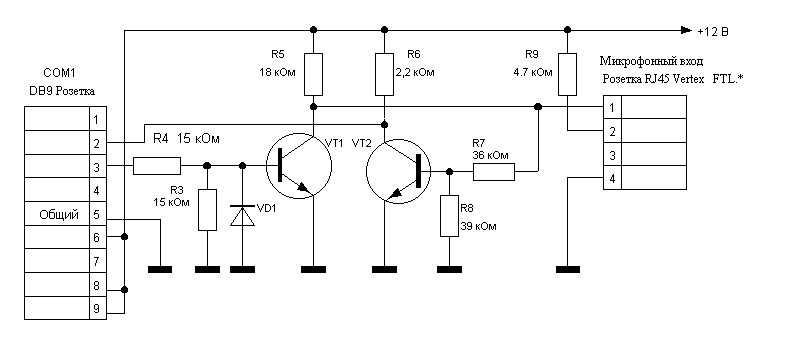 +12 В
R5
18 кОм
R6
2,2 кОм
R9
4.7 кОм
Микрофонный вход
Розетка RJ45 Vertex FTL.*
COM1
DB9 Розетка
1
2
3
4
Общий 5
6
7
8
9
R4 15 кОм
R3
15 кОм
VD1
VT1
VT2
R7
36 кОм
R8
39 кОм
1
2
3
4